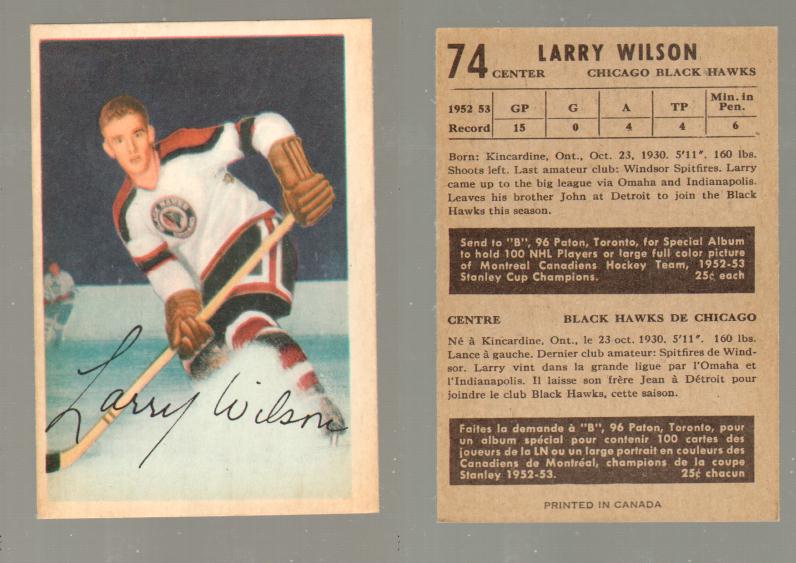 Larry Wilson
74 LARRY WILSON
CENTER CHICAGO BLACK HAWKS
1952 53 GP G A TP Min. in Pen.
Record 15 0 4 4 6
Born: Kincardine, Ont., Oct. 23, 1930. 5'11". 160 lbs.
Shoots left. Last amateur club: Windsor Spitfires. Larry
came up to the big league via Omaha and Indianapolis.
Leaves his brother John at Detroit to join the Black
Hawks this season.
Send to "B", 96 Paton, Toronto, for Special Album
to hold 100 NHL Players or large full color picture
of Montreal Canadiens Hockey Team, 1952-53
Stanley Cup Champions. 25¢ each
CENTRE BLACK HAWKS DE CHICAGO
Né à Kincardine, Ont., le 23 oct. 1930. 5'11". 160 lbs.
Lance à gauche. Dernier club amateur: Spitfires de Wind-
sor. Larry vint dans la grande ligue par l'Omaha et
l'Indianapolis. Il laisse son frère Jean à Détroit pour
joindre le club Black Hawks, cette saison.
Faites la demande à "B", 96 Paton, Toronto, pour
un album spécial pour contenir 100 cartes des
joueurs de la LN ou un large portrait en couleurs des
Canadiens de Montréal, champions de la coupe
Stanley 1952-53. 25¢ chacun
PRINTED IN CANADA